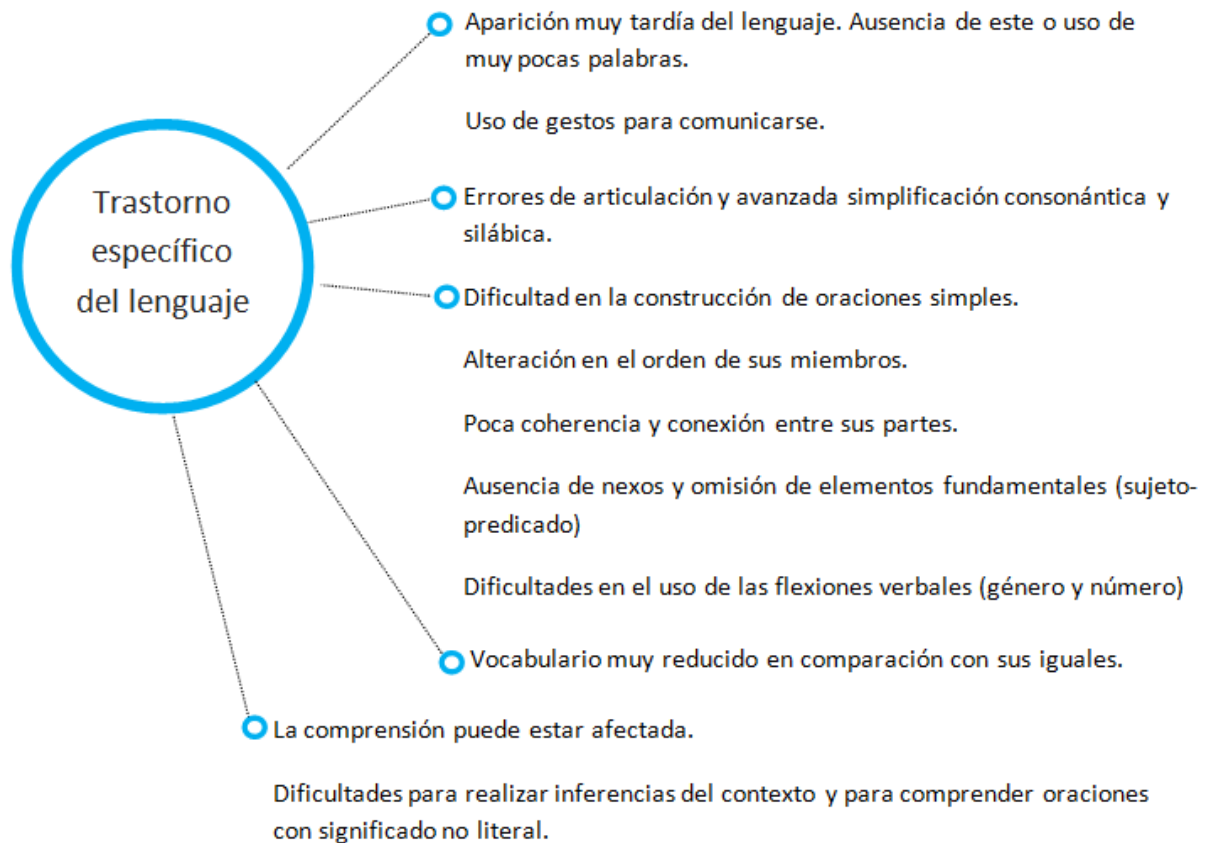 Trastorno
específico
del lenguaje
Aparición muy tardía del lenguaje. Ausencia de este o uso de
muy pocas palabras.
Uso de gestos para comunicarse.
Errores de articulación y avanzada simplificación consonántica y
silábica.
Dificultad en la construcción de oraciones simples.
Alteración en el orden de sus miembros.
Poca coherencia y conexión entre sus partes.
Ausencia de nexos y omisión de elementos fundamentales (sujeto-
predicado)
Dificultades en el uso de las flexiones verbales (género y número)
Vocabulario muy reducido en comparación con sus iguales.
La comprensión puede estar afectada.
Dificultades para realizar inferencias del contexto y para comprender oraciones
con significado no literal.